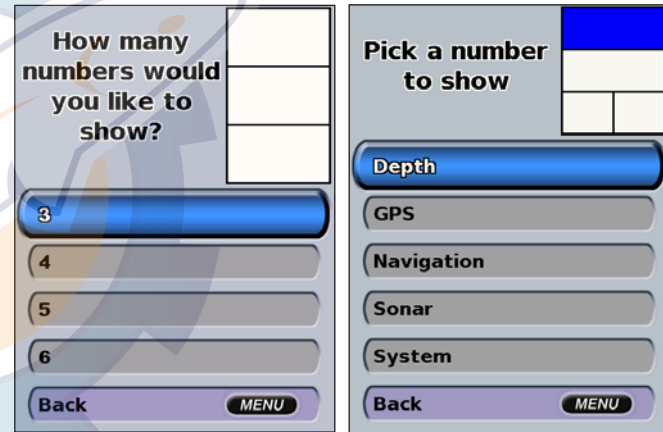 How many
numbers would
you like to
show?
3
4
5
6
Back MENU
Pick a number
to show
Depth
GPS
Navigation
Sonar
System
Back MENU